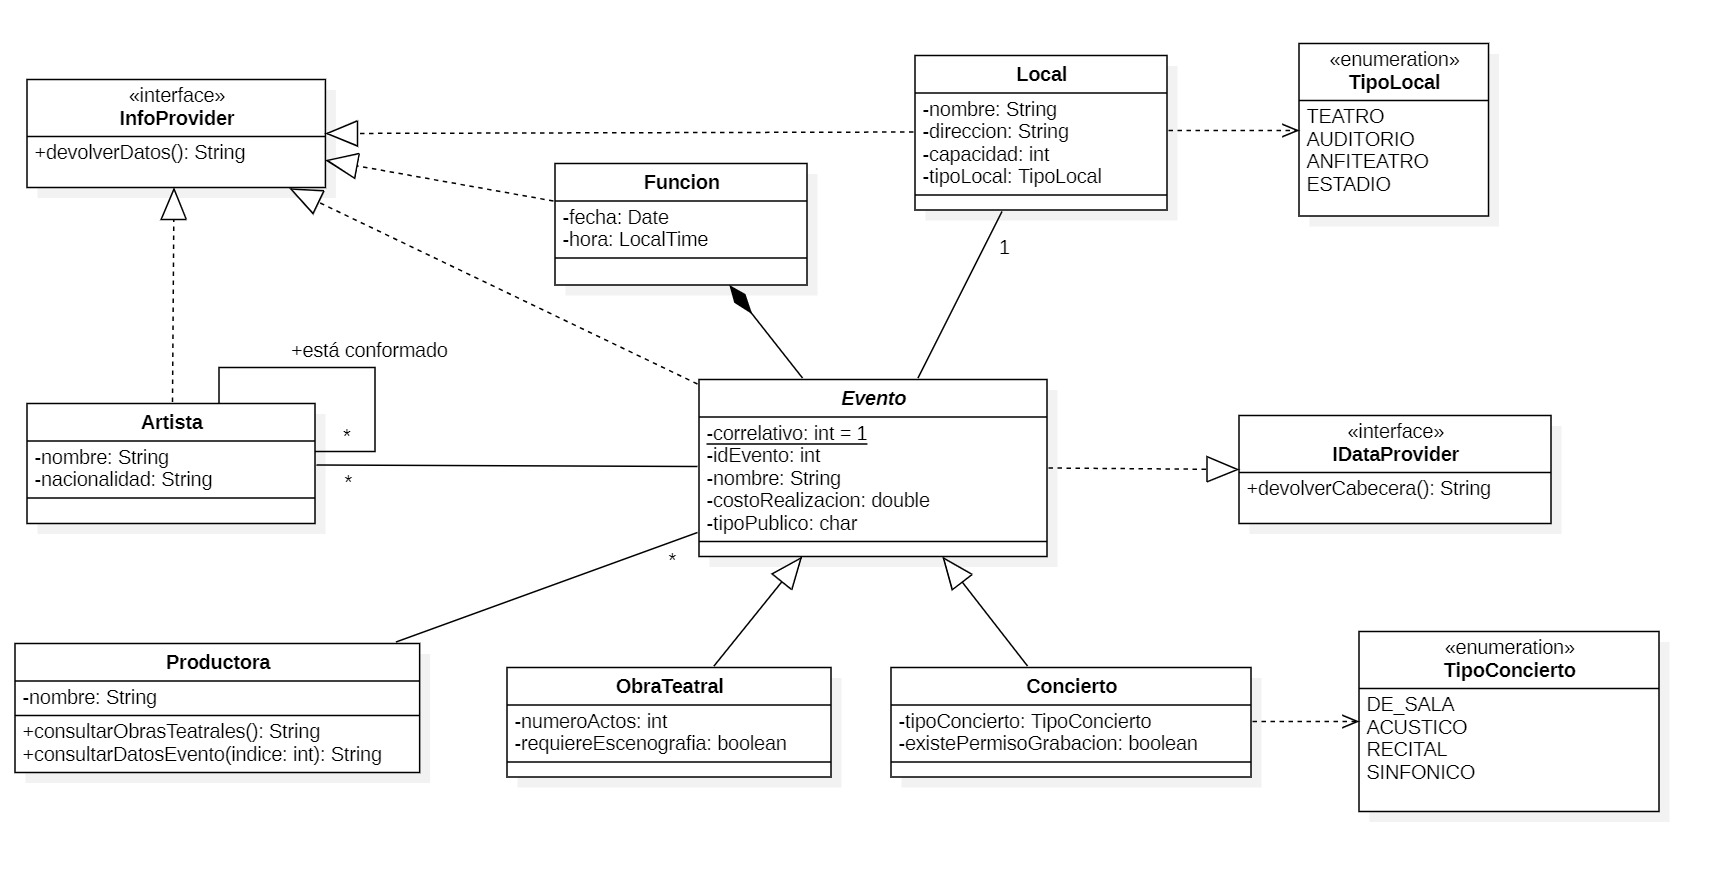 «interface»
InfoProvider
+devolverDatos(): String
Local
-nombre: String
-direccion: String
-capacidad: int
-tipoLocal: TipoLocal
«enumeration»
TipoLocal
TEATRO
AUDITORIO
ANFITEATRO
ESTADIO
Funcion
-fecha: Date
-hora: LocalTime
1
+está conformado
*
Artista
-nombre: String
-nacionalidad: String
*
Evento
-correlativo: int = 1
-idEvento: int
-nombre: String
-costoRealizacion: double
-tipoPublico: char
«interface»
IDataProvider
+devolverCabecera(): String
*
Productora
-nombre: String
+consultarObrasTeatrales(): String
+consultarDatosEvento(indice: int): String
ObraTeatral
-numeroActos: int
-requiereEscenografia: boolean
Concierto
-tipoConcierto: TipoConcierto
-existePermisoGrabacion: boolean
«enumeration»
TipoConcierto
DE_SALA
ACUSTICO
RECITAL
SINFONICO